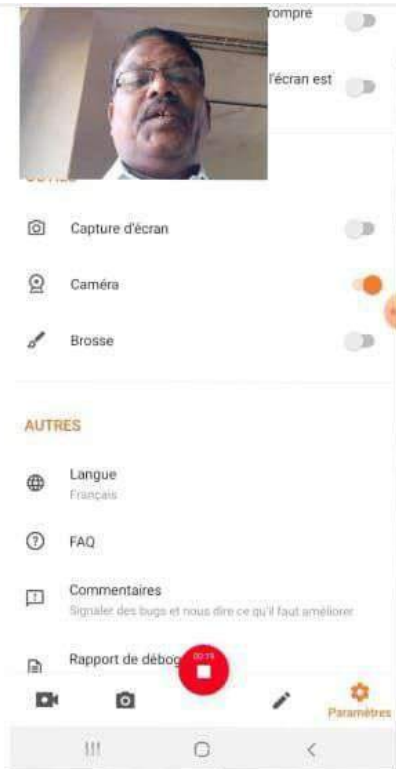 rompre
l'écran est
Capture d'écran
Caméra
Brosse
AUTRES
Langue
Français
FAQ
Commentaires
Signaler des bugs et nous dire ce qu'il faut améliorer
Rapport de débog
Paramètres